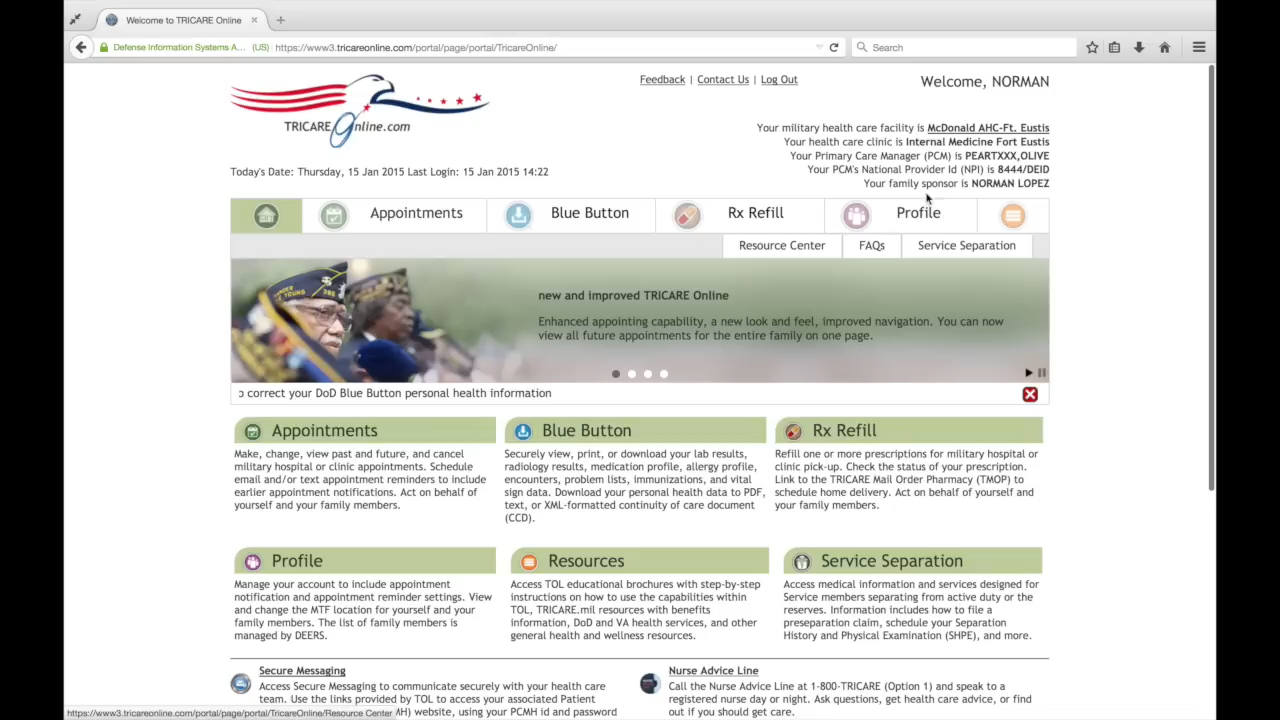 Welcome to TRICARE Online
Defense Information Systems A... (US) https://www3.tricareonline.com/portal/page/portal/TricareOnline/
Search
Feedback | Contact Us | Log Out
Welcome, NORMAN
TRICARE Online.com
Your military health care facility is McDonald AHC-Ft. Eustis
Your health care clinic is Internal Medicine Fort Eustis
Your Primary Care Manager (PCM) is PEARTXXX,OLIVE
Your PCM's National Provider Id (NPI) is 8444/DEID
Your family sponsor is NORMAN LOPEZ
Today's Date: Thursday, 15 Jan 2015 Last Login: 15 Jan 2015 14:22
Appointments
Blue Button
Rx Refill
Profile
Resource Center
FAQs
Service Separation
new and improved TRICARE Online
Enhanced appointing capability, a new look and feel, improved navigation. You can now
view all future appointments for the entire family on one page.
o correct your DoD Blue Button personal health information
Appointments
Make, change, view past and future, and cancel
military hospital or clinic appointments. Schedule
email and/or text appointment reminders to include
earlier appointment notifications. Act on behalf of
yourself and your family members.
Blue Button
Securely view, print, or download your lab results,
radiology results, medication profile, allergy profile,
encounters, problem lists, immunizations, and vital
sign data. Download your personal health data to PDF,
text, or XML-formatted continuity of care document
(CCD).
Rx Refill
Refill one or more prescriptions for military hospital or
clinic pick-up. Check the status of your prescription.
Link to the TRICARE Mail Order Pharmacy (TMOP) to
schedule home delivery. Act on behalf of yourself and
your family members.
Profile
Manage your account to include appointment
notification and appointment reminder settings. View
and change the MTF location for yourself and your
family members. The list of family members is
managed by DEERS.
Resources
Access TOL educational brochures with step-by-step
instructions on how to use the capabilities within
TOL, TRICARE.mil resources with benefits
information, DoD and VA health services, and other
general health and wellness resources.
Service Separation
Access medical information and services designed for
Service members separating from active duty or the
reserves. Information includes how to file a
preseparation claim, schedule your Separation
History and Physical Examination (SHPE), and more.
Secure Messaging
Access Secure Messaging to communicate securely with your health care
team. Use the links provided by TOL to access your associated Patient
MH) website, using your PCMH id and password
Nurse Advice Line
Call the Nurse Advice Line at 1-800-TRICARE (Option 1) and speak to a
registered nurse day or night. Ask questions, get health care advice, or find
out if you should get care.
https://www3.tricareonline.com/portal/page/portal/TricareOnline/Resource Center